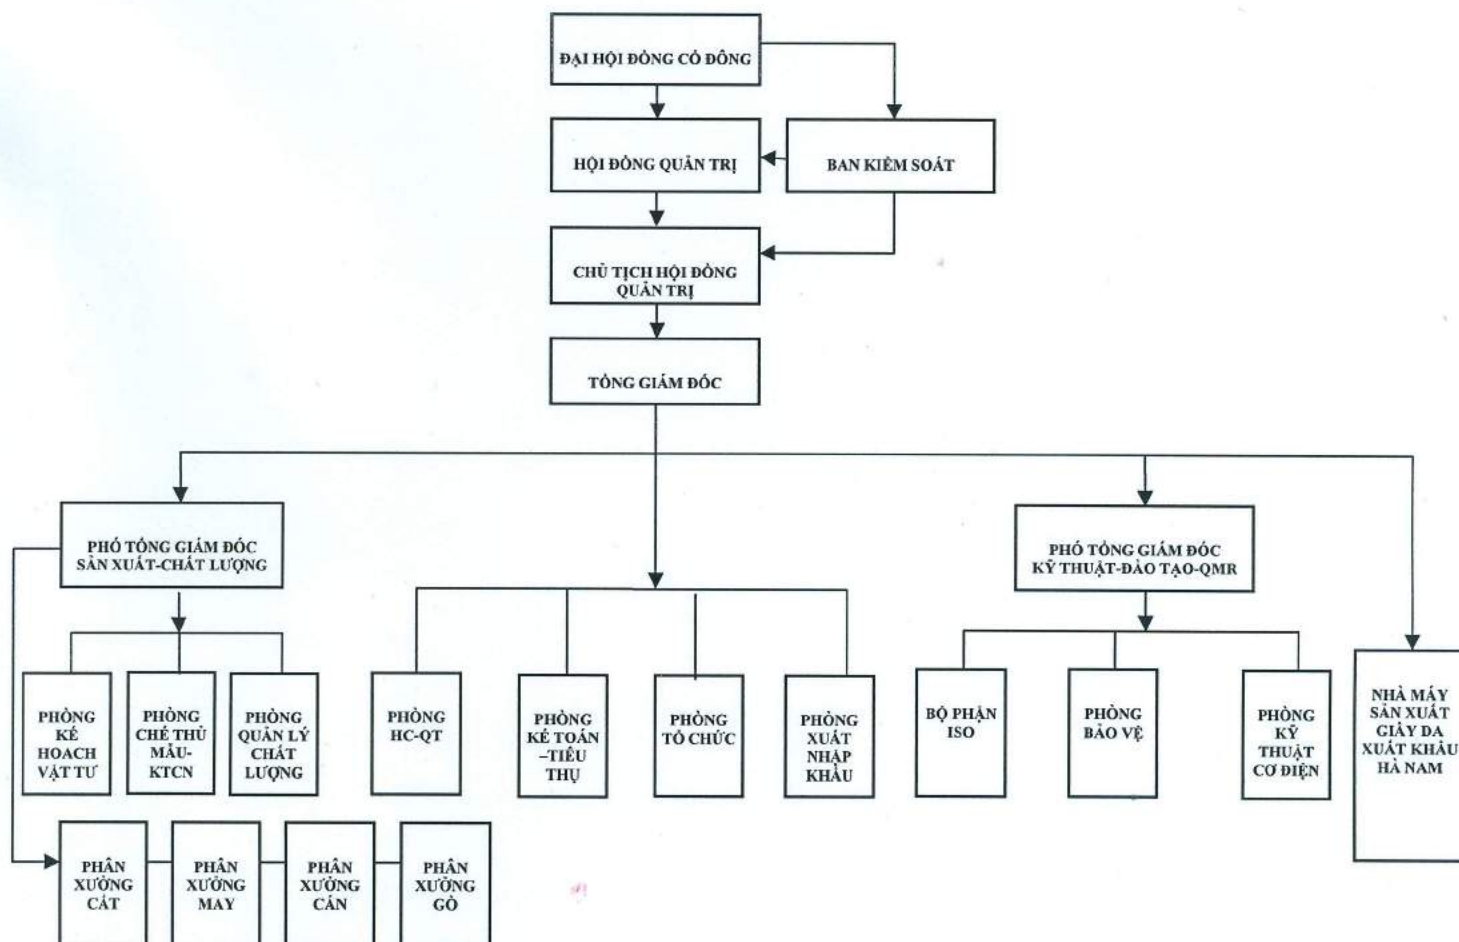 ĐẠI HỘI ĐỒNG CỔ ĐÔNG
HỘI ĐỒNG QUẢN TRỊ
BAN KIỂM SOÁT
CHỦ TỊCH HỘI ĐỒNG
QUẢN TRỊ
TỔNG GIÁM ĐỐC
PHÓ TỔNG GIÁM ĐỐC
SẢN XUẤT-CHẤT LƯỢNG
PHÓ TỔNG GIÁM ĐỐC
KỸ THUẬT-ĐÀO TẠO-QMR
PHÒNG
KẾ
HOẠCH
VẬT TƯ
PHÒNG
CHẾ THỬ
MẪU-
KTCN
PHÒNG
QUẢN LÝ
CHẤT
LƯỢNG
PHÒNG
HC-QT
PHÒNG
KẾ TOÁN
–TIÊU
THỤ
PHÒNG
TỔ CHỨC
PHÒNG
XUẤT
NHẬP
KHẨU
BỘ PHẬN
ISO
PHÒNG
BẢO VỆ
PHÒNG
KỸ
THUẬT
CƠ ĐIỆN
NHÀ MÁY
SẢN XUẤT
GIẦY DA
XUẤT KHẨU
HÀ NAM
PHÂN
XƯỞNG
CẮT
PHÂN
XƯỞNG
MAY
PHÂN
XƯỞNG
CÁN
PHÂN
XƯỞNG
GÒ